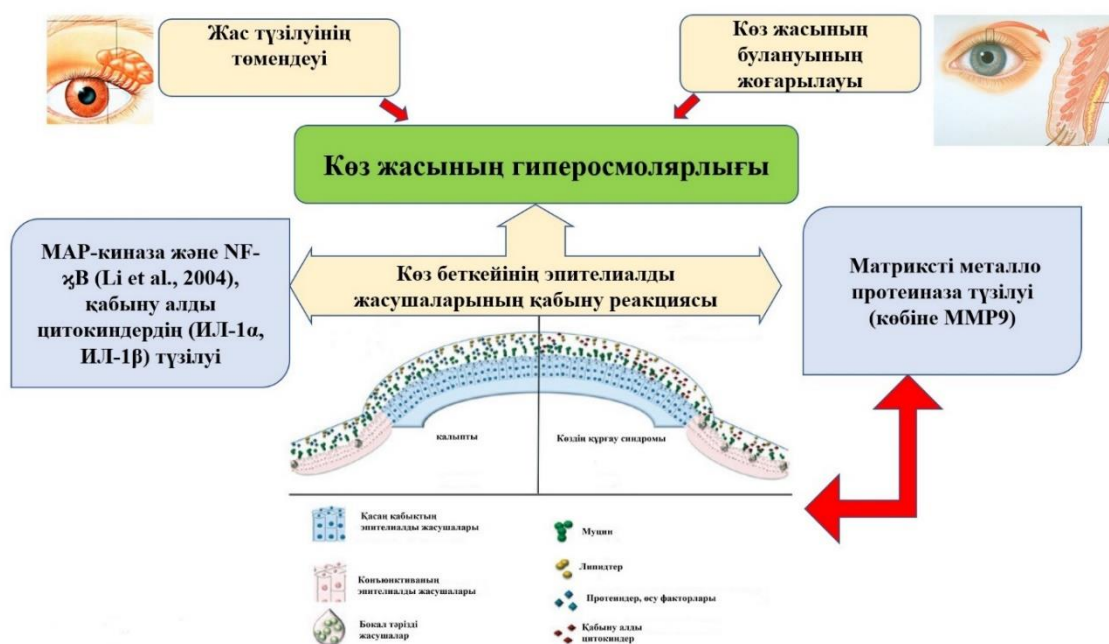 Жас түзілуінің
төмендеуі
Көз жасының
булануының
жоғарылауы
Көз жасының гиперосмолярлығы
МАР-киназа және NF-
ϰB (Li et al., 2004),
қабыну алды
цитокиндердің (ИЛ-1α,
ИЛ-1β) түзілуі
Көз беткейінің эпителиалды
жасушаларының қабыну реакциясы
Матриксті металло
протеиназа түзілуі
(көбіне ММР9)
қалыпты
Көздің құрғау синдромы
Қасаң қабықтың
эпителиалды жасушалары
Конъюнктиваның
эпителиалды жасушалары
Бокал тәрізді
жасушалар
Муцин
Липидтер
Протеиндер, өсу факторлары
Қабыну алды
цитокиндер